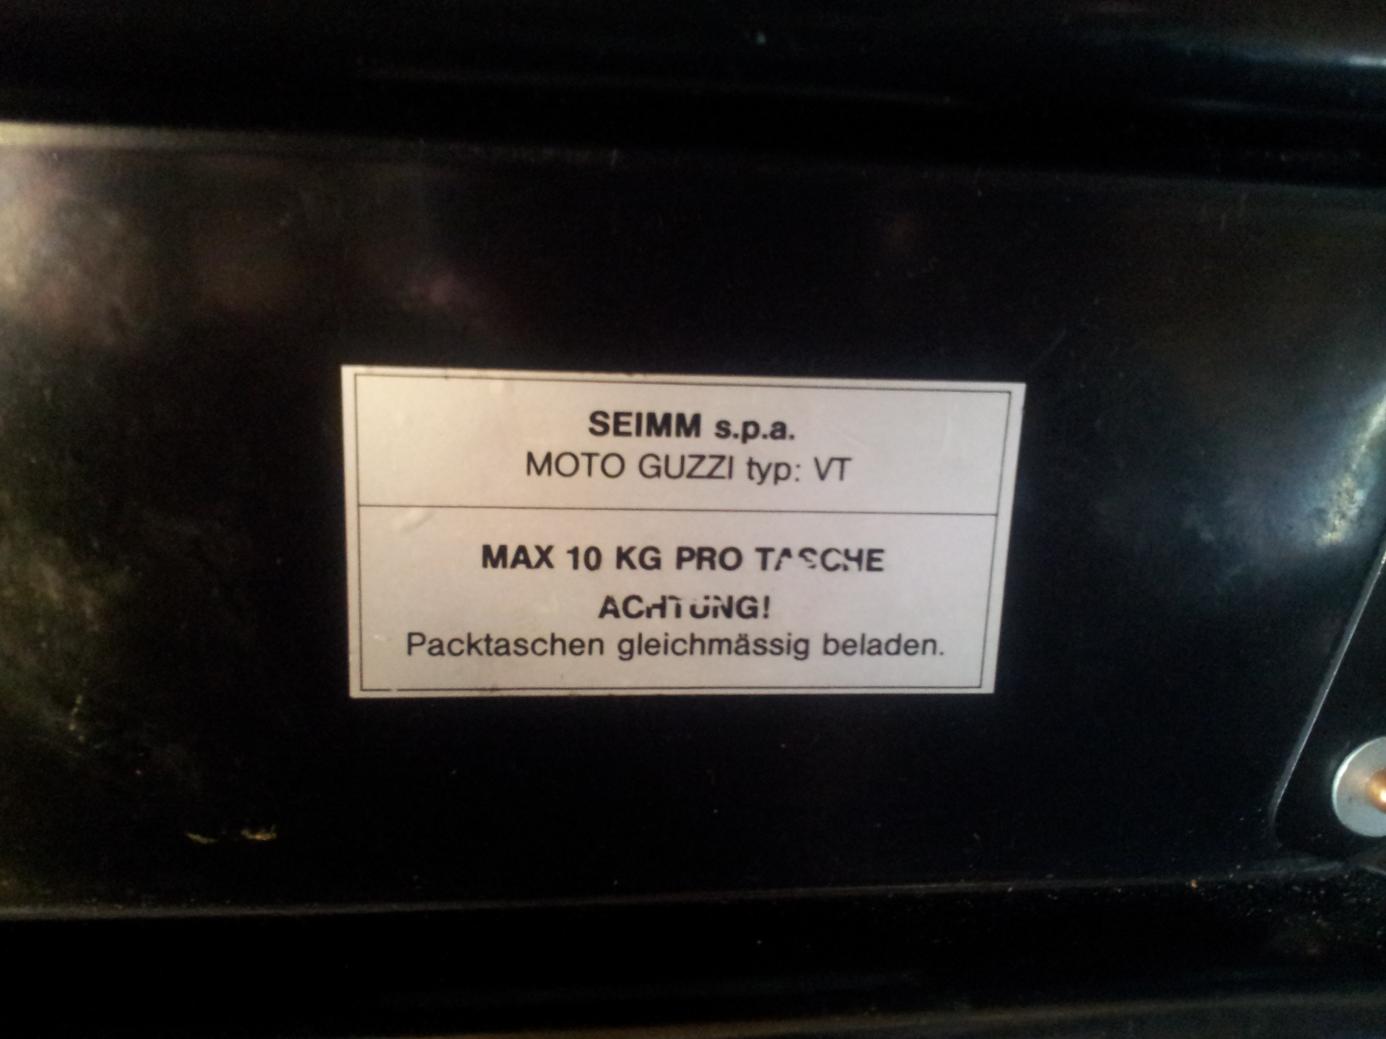 SEIMM s.p.a.
MOTO GUZZI typ: VT
MAX 10 KG PRO TASCHE
ACHTUNG!
Packtaschen gleichmässig beladen.